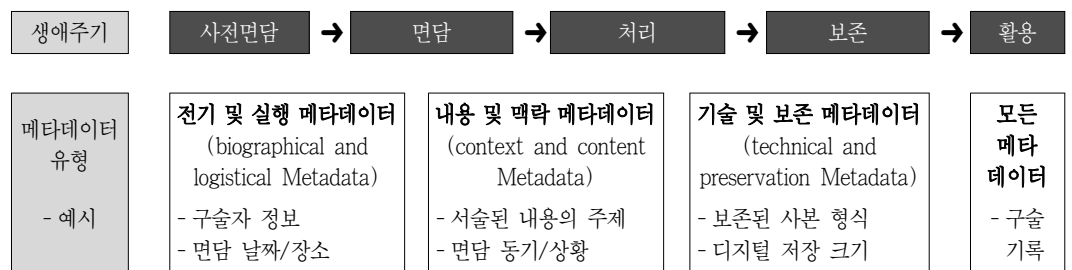 생애주기 사전면담 → 면담 → 처리 → 보존 → 활용
메타데이터
유형
- 예시
전기 및 실행 메타데이터
(biographical and
logistical Metadata)
- 구술자 정보
- 면담 날짜/장소
내용 및 맥락 메타데이터
(context and content
Metadata)
- 서술된 내용의 주제
- 면담 동기/상황
기술 및 보존 메타데이터
(technical and
preservation Metadata)
- 보존된 사본 형식
- 디지털 저장 크기
모든
메타
데이터
- 구술
기록